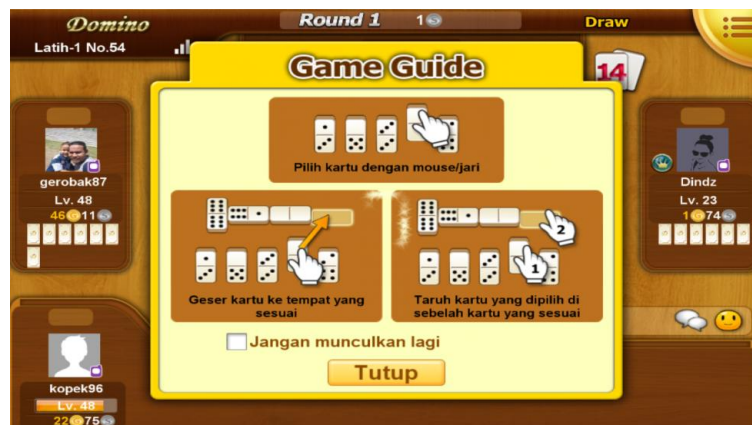 Domino
Round 1 1
Draw
Latih-1 No.54
Game Guide
14
Pilih kartu dengan mouse/jari
gerobak87
Lv. 48
46 11
Dindz
Lv. 23
1 74
2
1
Geser kartu ke tempat yang
sesuai
Taruh kartu yang dipilih di
sebelah kartu yang sesuai
Jangan munculkan lagi
Tutup
kopek96
Lv. 48
22 75